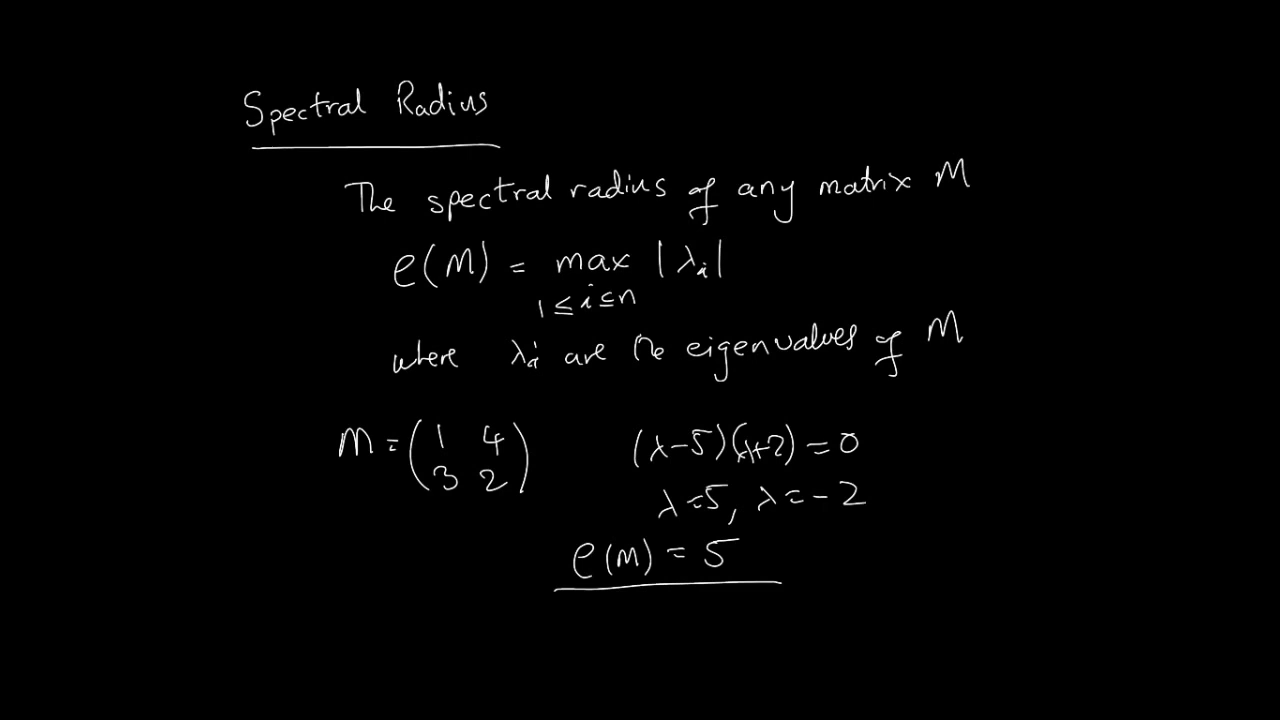 Spectral Radius
The spectral radius of any matrix M
ρ(M) = max |λi|
1 ≤ i ≤ n
where λi are the eigenvalues of M
M = (1 4
3 2)
(λ-5)(λ+2) = 0
λ=5, λ=-2
ρ(M) = 5